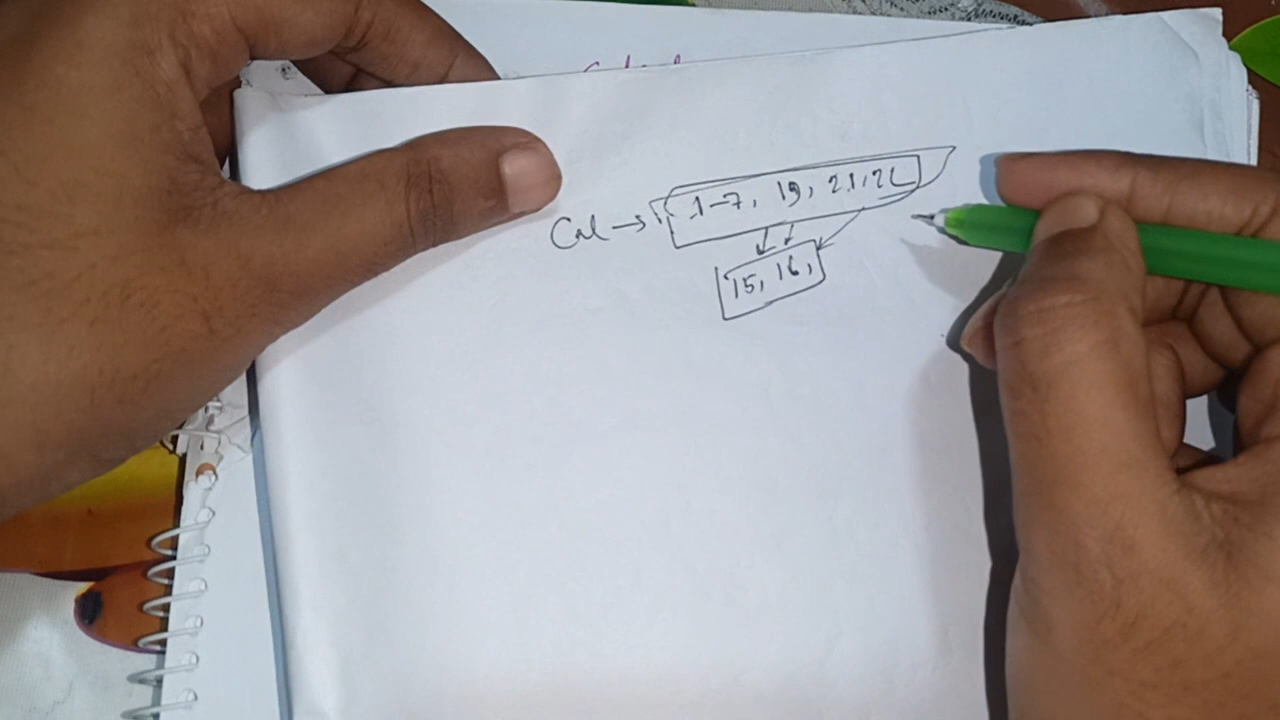 Cal → 1-7, 19, 21, 22
15, 16,